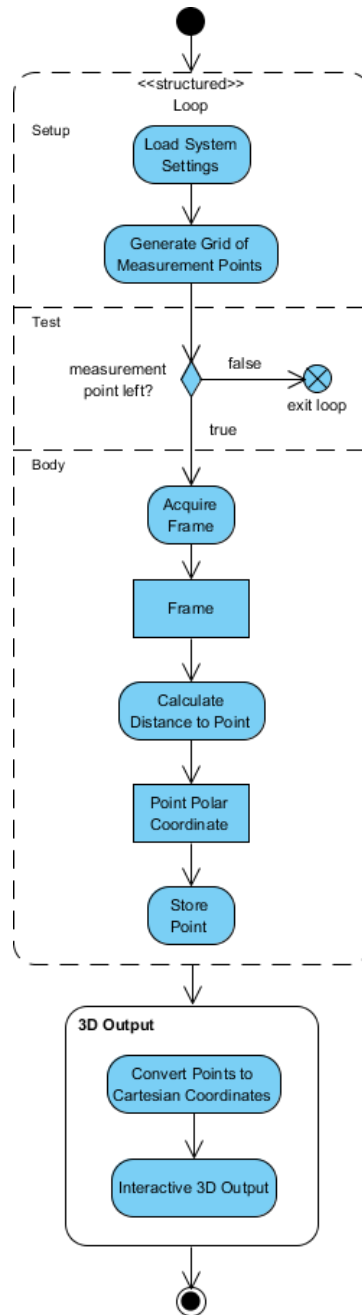 <<structured>>
Loop
Setup
Load System
Settings
Generate Grid of
Measurement Points
Test
measurement
point left?
false
exit loop
true
Body
Acquire
Frame
Frame
Calculate
Distance to Point
Point Polar
Coordinate
Store
Point
3D Output
Convert Points to
Cartesian Coordinates
Interactive 3D Output